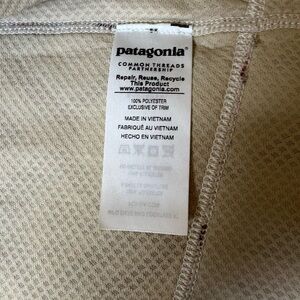 patagonia®
COMMON THREADS
PARTNERSHIP
Repair, Reuse, Recycle
This Product
www.patagonia.com
100% POLYESTER
EXCLUSIVE OF TRIM
MADE IN VIETNAM
FABRIQUÉ AU VIETNAM
HECHO EN VIETNAM